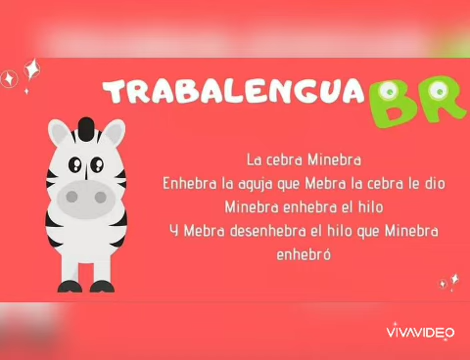 TRABALENGUA BR
La cebra Minebra
Enhebra la aguja que Mebra la cebra le dio
Minebra enhebra el hilo
Y Mebra desenhebra el hilo que Minebra
enhebró
VIVAVIDEO